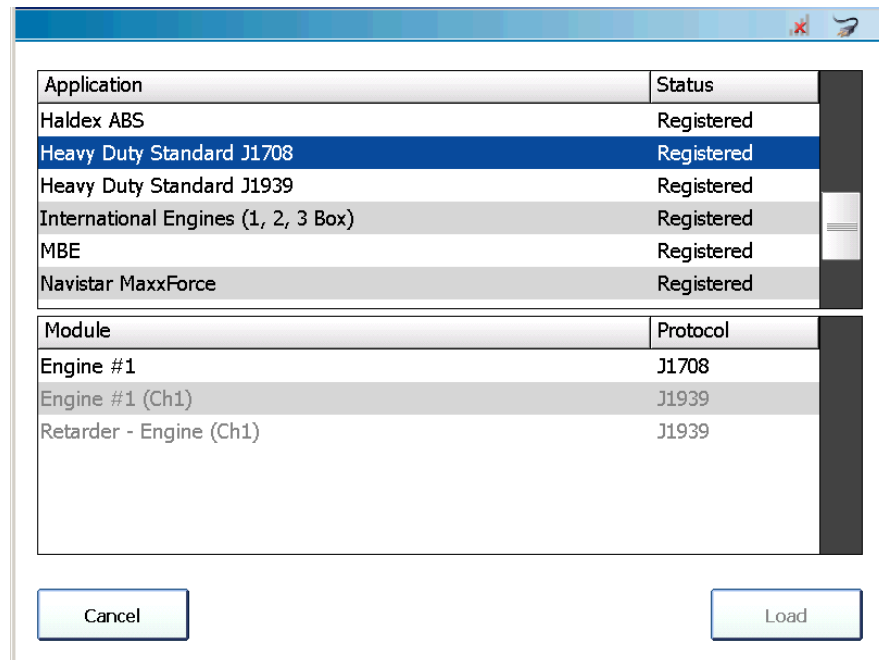 Application Status
Haldex ABS Registered
Heavy Duty Standard J1708 Registered
Heavy Duty Standard J1939 Registered
International Engines (1, 2, 3 Box) Registered
MBE Registered
Navistar MaxxForce Registered
Module Protocol
Engine #1 J1708
Engine #1 (Ch1) J1939
Retarder - Engine (Ch1) J1939
Cancel Load